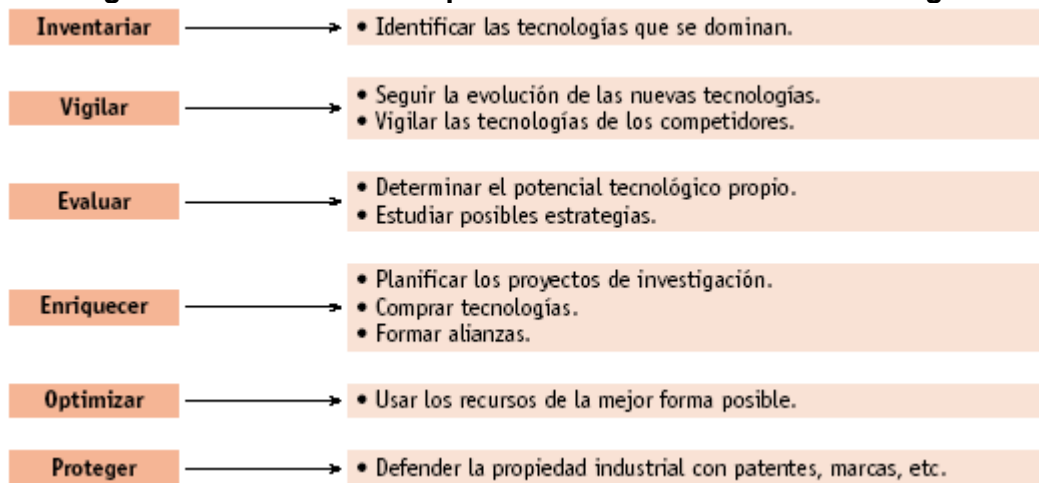 Inventariar
• Identificar las tecnologías que se dominan.
Vigilar
• Seguir la evolución de las nuevas tecnologías.
• Vigilar las tecnologías de los competidores.
Evaluar
• Determinar el potencial tecnológico propio.
• Estudiar posibles estrategias.
Enriquecer
• Planificar los proyectos de investigación.
• Comprar tecnologías.
• Formar alianzas.
Optimizar
• Usar los recursos de la mejor forma posible.
Proteger
• Defender la propiedad industrial con patentes, marcas, etc.